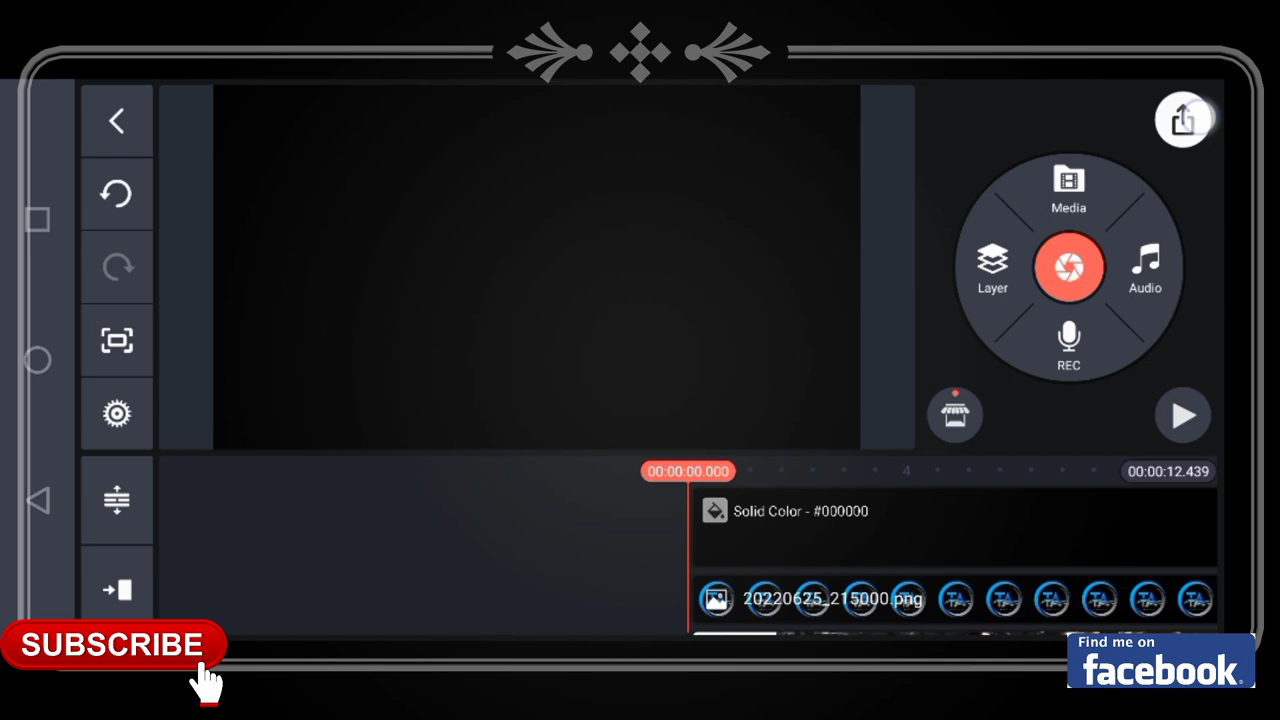 Media
Layer
Audio
REC
00:00:00.000
4
00:00:12.439
Solid Color - #000000
20220625_215000.png
SUBSCRIBE
Find me on
facebook.